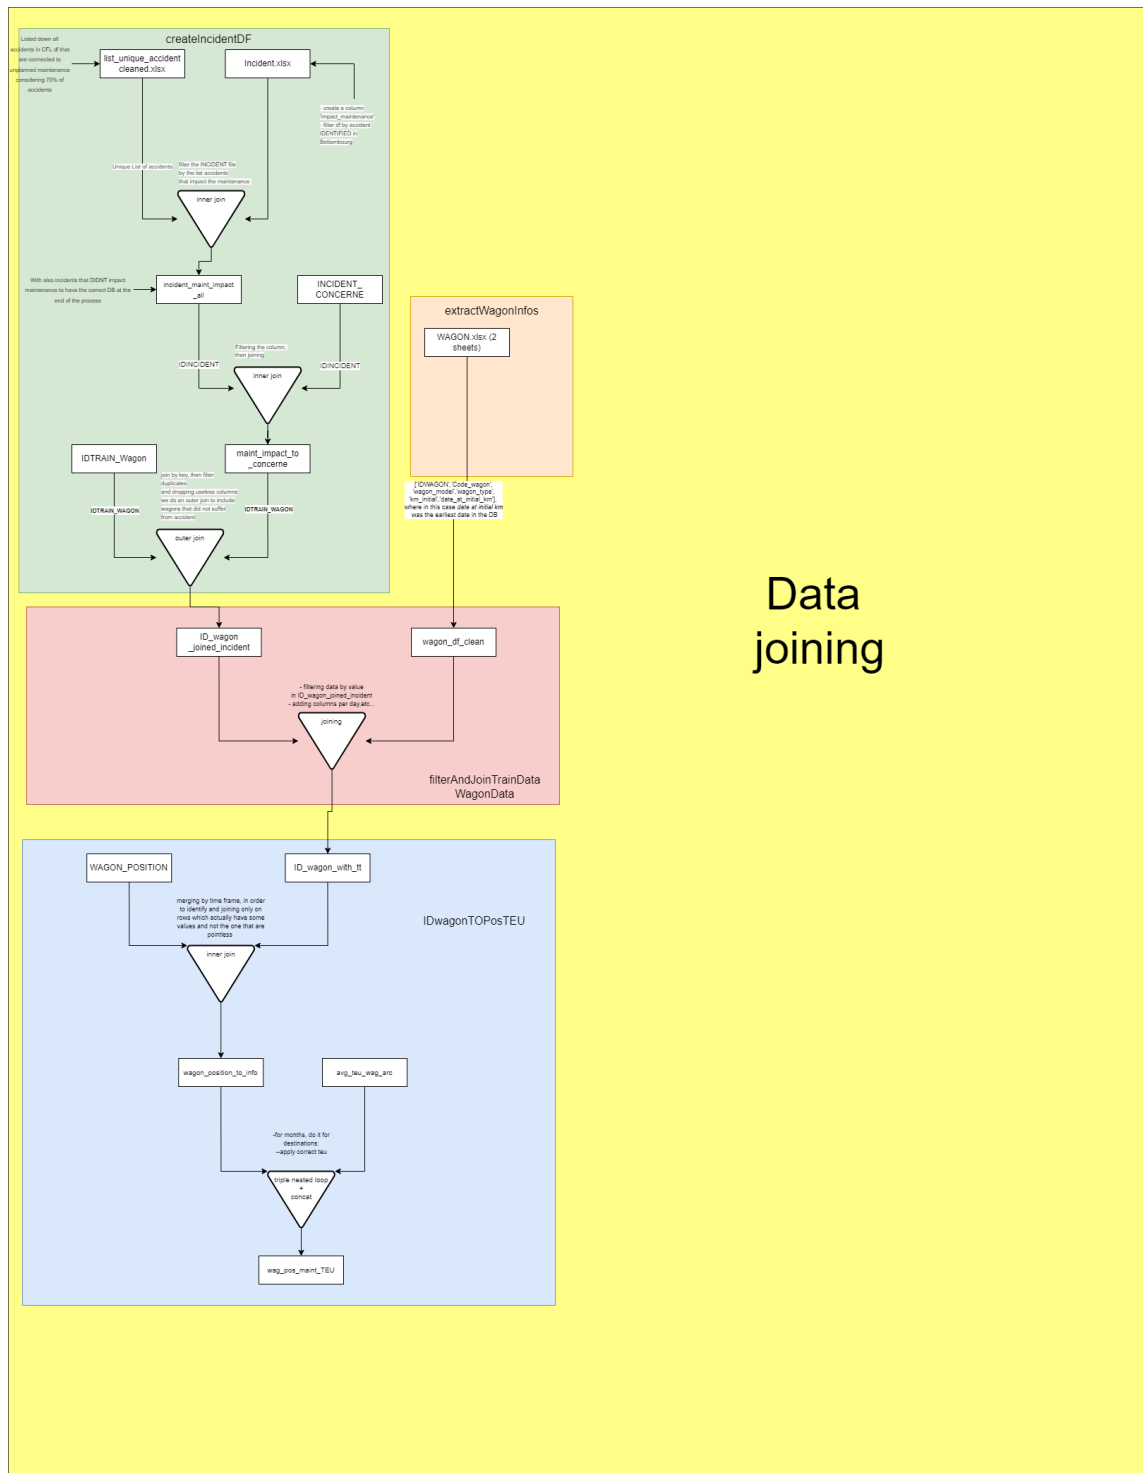 createIncidentDF
Listed down all
accidents in CFL df that
are connected to
unplanned maintenance
considering 70% of
accidents
list_unique_accident
cleaned.xlsx
Incident.xlsx
- create a column
'impact_maintenance'
- filter df by accident
IDENTIFIED in
Bettembourg
Unique List of accidents
filter the INCIDENT file
by the list accidents
that impact the maintenance
inner join
With also incidents that DIDNT impact
maintenance to have the correct DB at the
end of the process
incident_maint_impact
_all
INCIDENT_
CONCERNE
Filtering the column,
then joining
IDINCIDENT
IDINCIDENT
inner join
IDTRAIN_Wagon
maint_impact_to
_concerne
join by key, then filter
duplicates
and dropping useless columns
we do an outer join to include
wagons that did not suffer
from accident
IDTRAIN_WAGON
IDTRAIN_WAGON
outer join
extractWagonInfos
WAGON.xlsx (2
sheets)
['IDWAGON','Code_wagon',
'wagon_model','wagon_type',
'km_initial','date_at_initial_km'],
where in this case date at initial km
was the earliest date in the DB
Data
joining
ID_wagon
_joined_incident
wagon_df_clean
- filtering data by value
in ID_wagon_joined_incident
- adding columns per day,etc...
joining
filterAndJoinTrainData
WagonData
WAGON_POSITION
ID_wagon_with_tt
merging by time frame, in order
to identify and joining only on
rows which actually have some
values and not the one that are
pointless
IDwagonTOPosTEU
inner join
wagon_position_to_info
avg_teu_wag_arc
-for months, do it for
destinations:
--apply correct teu
triple nested loop
+
concat
wag_pos_maint_TEU